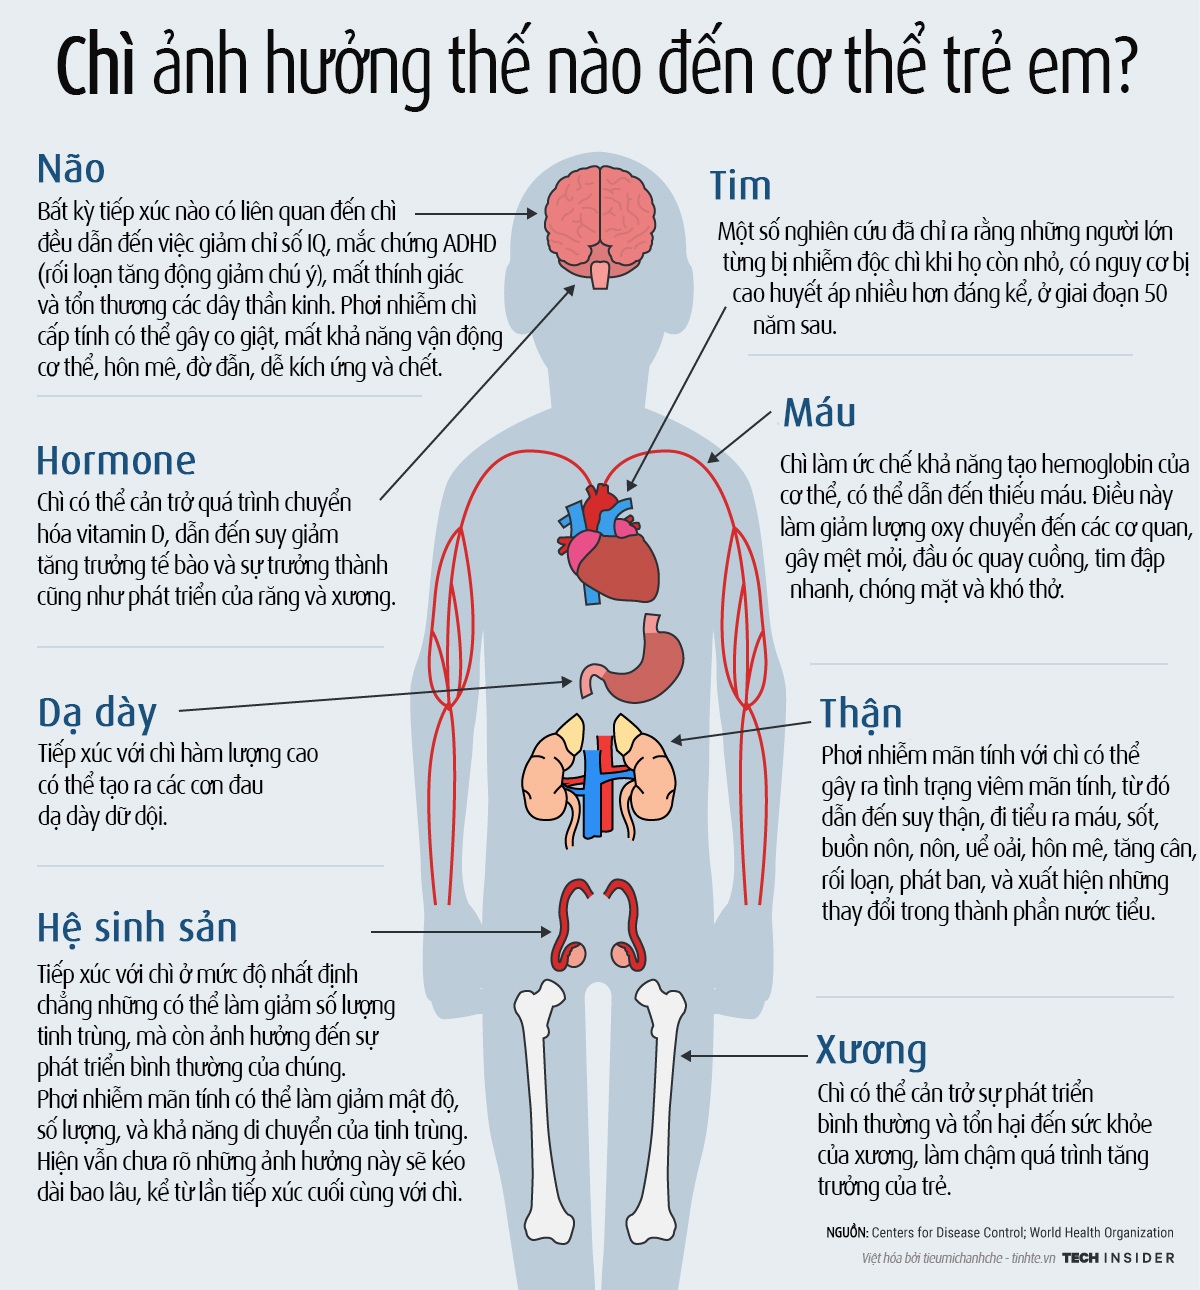 Chì ảnh hưởng thế nào đến cơ thể trẻ em?
Não
Bất kỳ tiếp xúc nào có liên quan đến chì
đều dẫn đến việc giảm chỉ số IQ, mắc chứng ADHD
(rối loạn tăng động giảm chú ý), mất thính giác
và tổn thương các dây thần kinh. Phơi nhiễm chì
cấp tính có thể gây co giật, mất khả năng vận động
cơ thể, hôn mê, đờ đẫn, dễ kích ứng và chết.
Hormone
Chì có thể cản trở quá trình chuyển
hóa vitamin D, dẫn đến suy giảm
tăng trưởng tế bào và sự trưởng thành
cũng như phát triển của răng và xương.
Dạ dày
Tiếp xúc với chì hàm lượng cao
có thể tạo ra các cơn đau
dạ dày dữ dội.
Hệ sinh sản
Tiếp xúc với chì ở mức độ nhất định
chẳng những có thể làm giảm số lượng
tinh trùng, mà còn ảnh hưởng đến sự
phát triển bình thường của chúng.
Phơi nhiễm mãn tính có thể làm giảm mật độ,
số lượng, và khả năng di chuyển của tinh trùng.
Hiện vẫn chưa rõ những ảnh hưởng này sẽ kéo
dài bao lâu, kể từ lần tiếp xúc cuối cùng với chì.
Tim
Một số nghiên cứu đã chỉ ra rằng những người lớn
từng bị nhiễm độc chì khi họ còn nhỏ, có nguy cơ bị
cao huyết áp nhiều hơn đáng kể, ở giai đoạn 50
năm sau.
Máu
Chì làm ức chế khả năng tạo hemoglobin của
cơ thể, có thể dẫn đến thiếu máu. Điều này
làm giảm lượng oxy chuyển đến các cơ quan,
gây mệt mỏi, đầu óc quay cuồng, tim đập
nhanh, chóng mặt và khó thở.
Thận
Phơi nhiễm mãn tính với chì có thể
gây ra tình trạng viêm mãn tính, từ đó
dẫn đến suy thận, đi tiểu ra máu, sốt,
buồn nôn, nôn, uể oải, hôn mê, tăng cân,
rối loạn, phát ban, và xuất hiện những
thay đổi trong thành phần nước tiểu.
Xương
Chì có thể cản trở sự phát triển
bình thường và tổn hại đến sức khỏe
của xương, làm chậm quá trình tăng
trưởng của trẻ.
NGUỒN: Centers for Disease Control; World Health Organization
Việt hóa bởi tieumichanhche - tinhte.vn TECH INSIDER